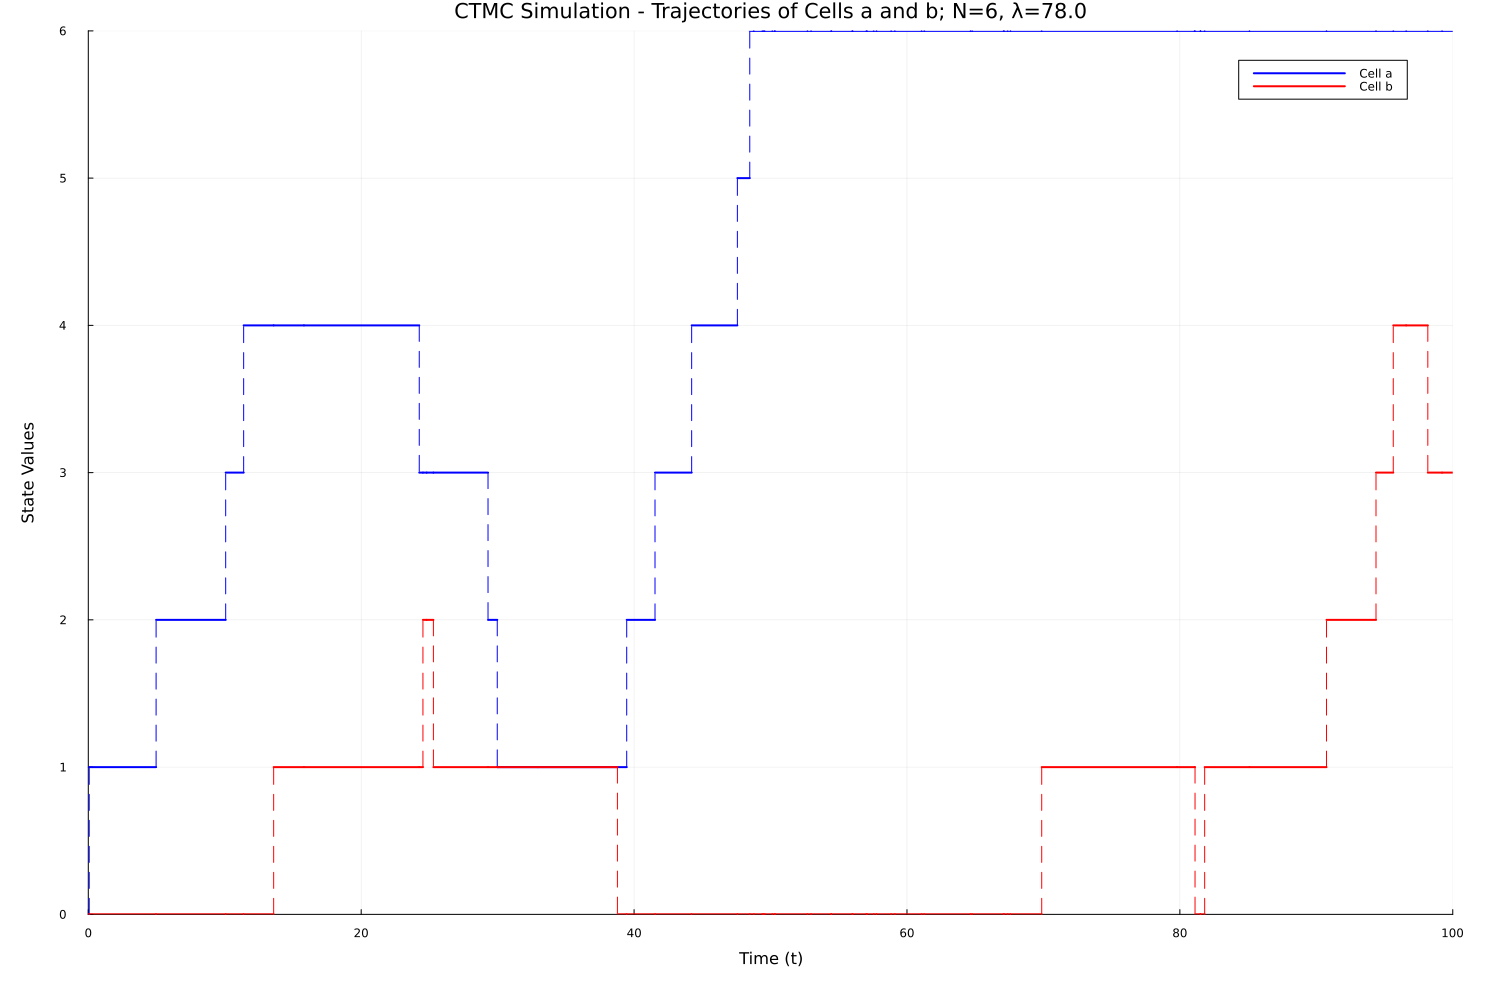 CTMC Simulation - Trajectories of Cells a and b; N=6, λ=78.0
6
5
4
3
2
1
0
State Values
Cell a
Cell b
0 20 40 60 80 100
Time (t)